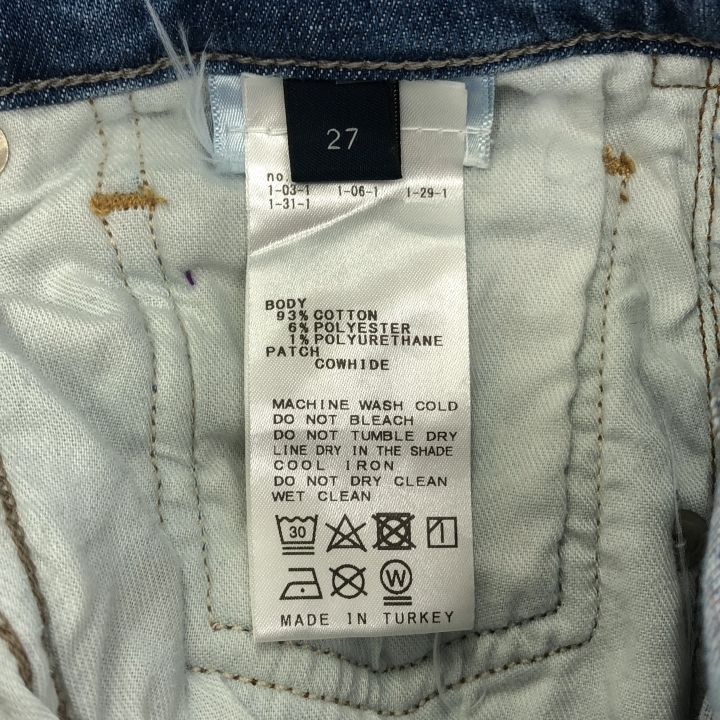 27
no.
1-03-1 1-06-1 1-29-1
1-31-1
BODY
93% COTTON
6% POLYESTER
1% POLYURETHANE
PATCH
COWHIDE
MACHINE WASH COLD
DO NOT BLEACH
DO NOT TUMBLE DRY
LINE DRY IN THE SHADE
COOL IRON
DO NOT DRY CLEAN
WET CLEAN
30
W
MADE IN TURKEY